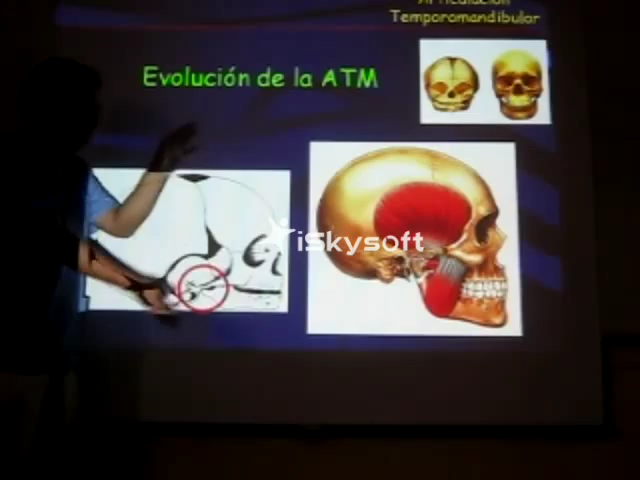 Articulación
Temporomandibular
Evolución de la ATM
iSkysoft